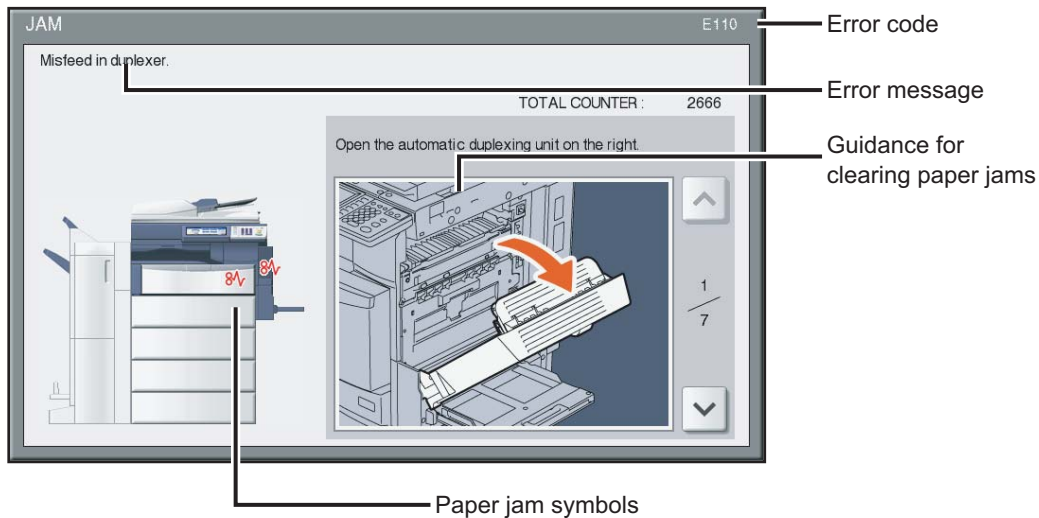 JAM
E110
Error code
Misfeed in duplexer.
Error message
TOTAL COUNTER : 2666
Open the automatic duplexing unit on the right.
Guidance for
clearing paper jams
1
7
Paper jam symbols